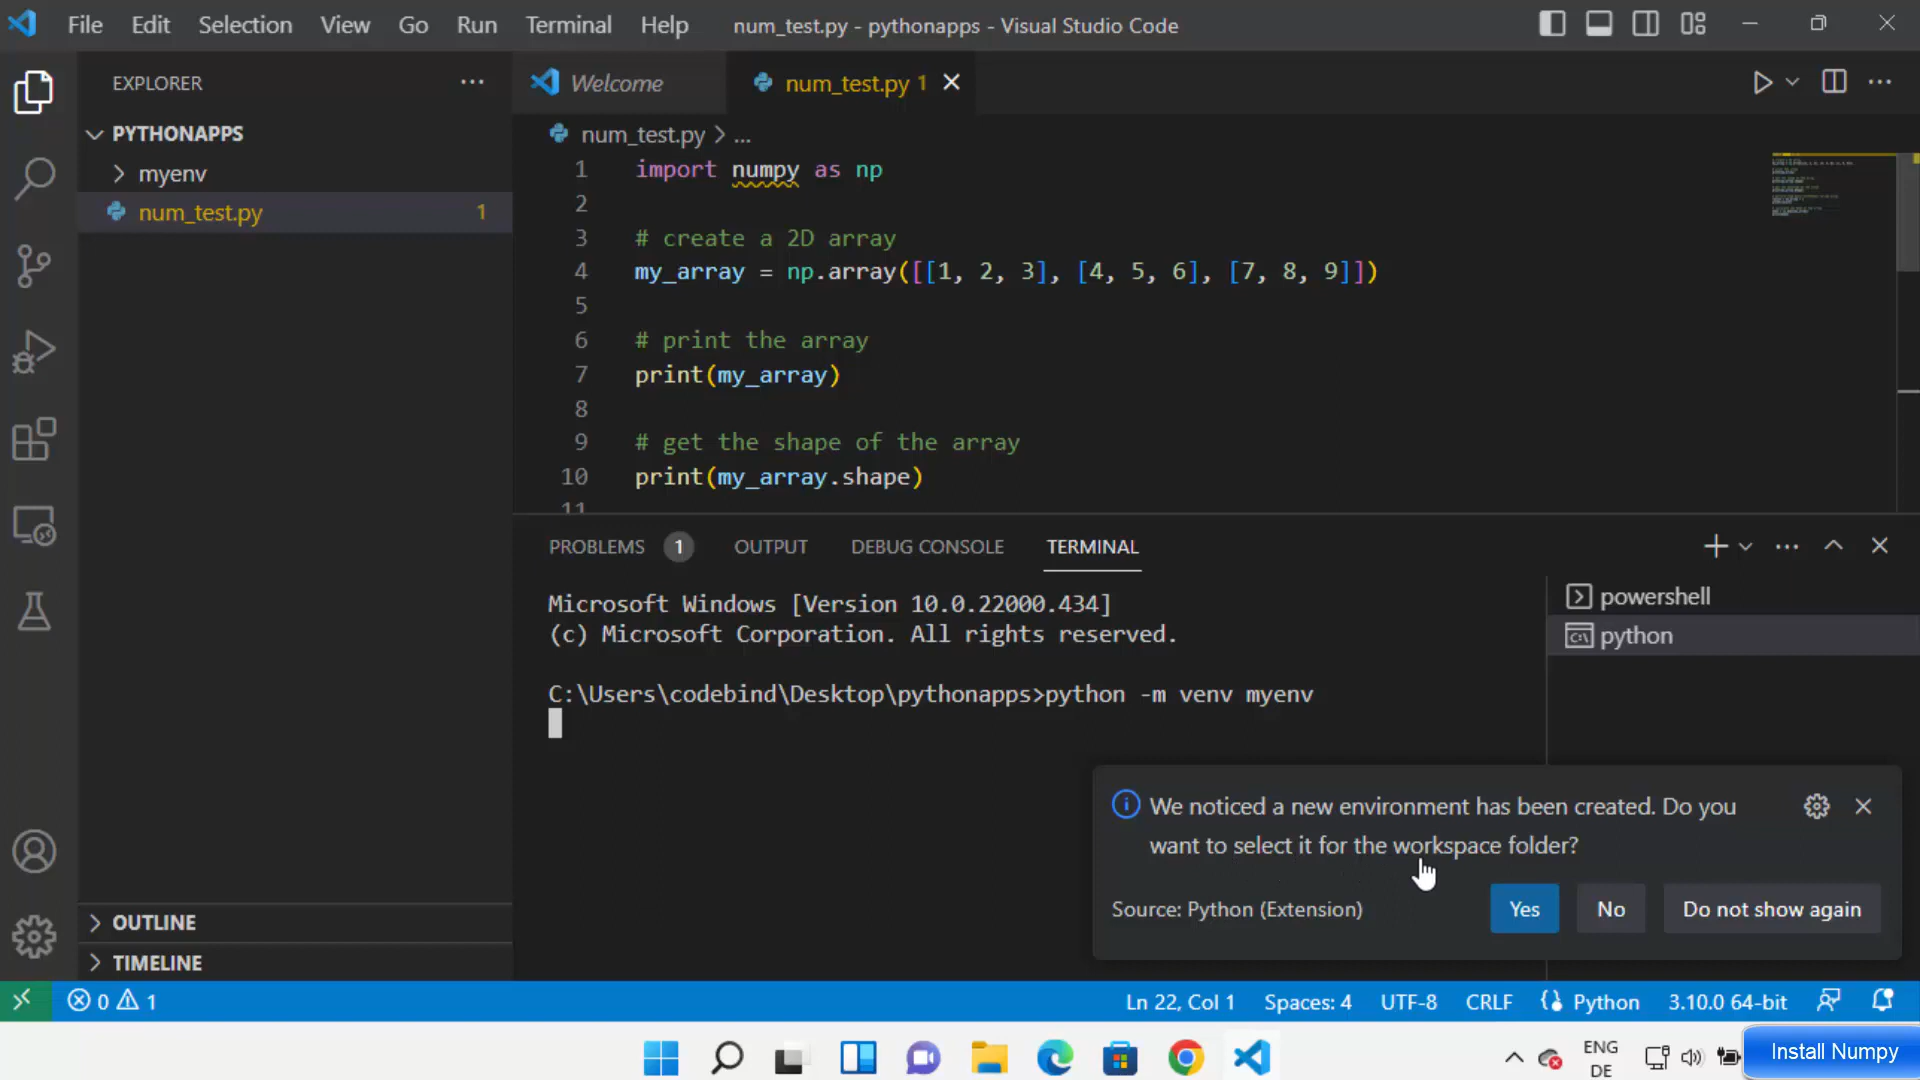 File Edit Selection View Go Run Terminal Help num_test.py - pythonapps - Visual Studio Code
EXPLORER ···
PYTHONAPPS
myenv
num_test.py 1
Welcome
num_test.py 1
num_test.py > ...
1 import numpy as np
2
3 # create a 2D array
4 my_array = np.array([[1, 2, 3], [4, 5, 6], [7, 8, 9]])
5
6 # print the array
7 print(my_array)
8
9 # get the shape of the array
10 print(my_array.shape)
11
PROBLEMS 1 OUTPUT DEBUG CONSOLE TERMINAL
Microsoft Windows [Version 10.0.22000.434]
(c) Microsoft Corporation. All rights reserved.
C:\Users\codebind\Desktop\pythonapps>python -m venv myenv
powershell
python
We noticed a new environment has been created. Do you
want to select it for the workspace folder?
Source: Python (Extension)
Yes
No
Do not show again
OUTLINE
TIMELINE
0 1 Ln 22, Col 1 Spaces: 4 UTF-8 CRLF Python 3.10.0 64-bit
ENG
DE
Install Numpy